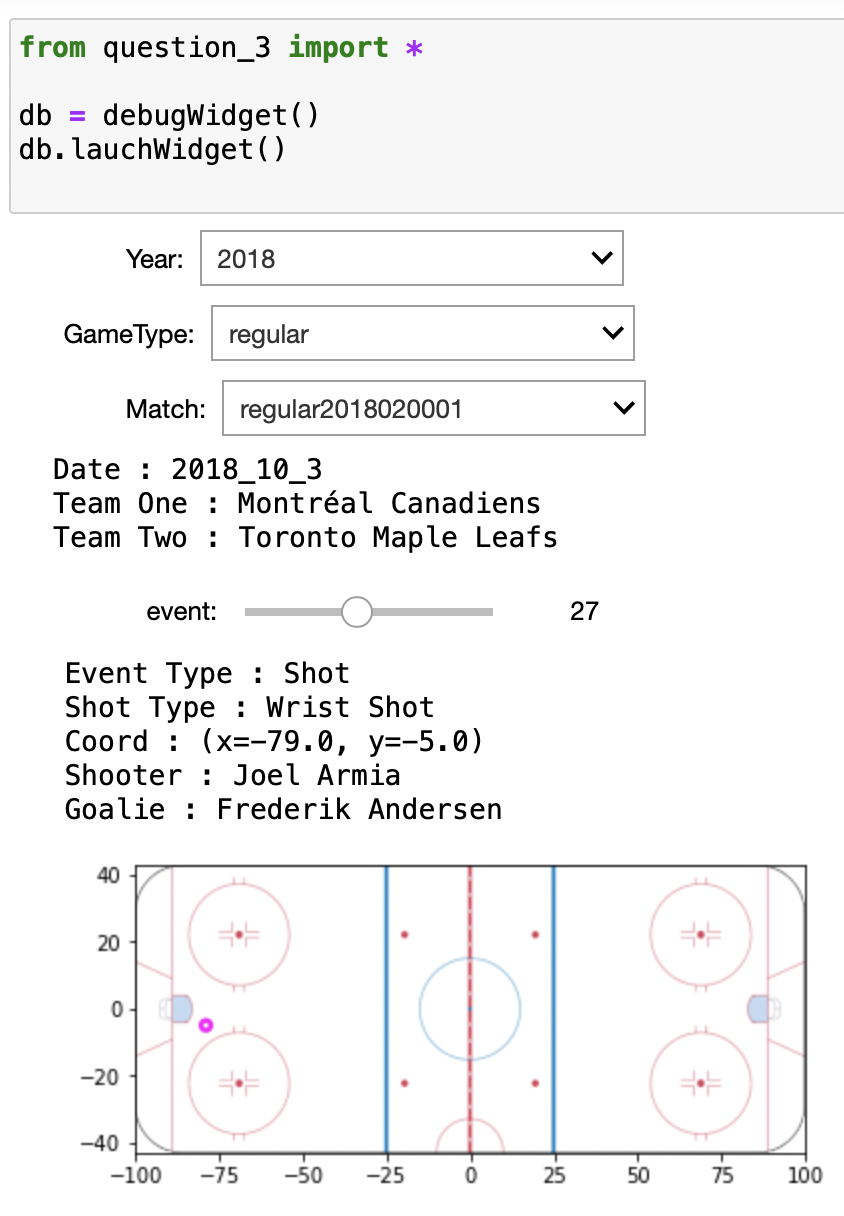 from question_3 import *
db = debugWidget()
db.lauchWidget()
Year: 2018
GameType: regular
Match: regular2018020001
Date : 2018_10_3
Team One : Montréal Canadiens
Team Two : Toronto Maple Leafs
event: 27
Event Type : Shot
Shot Type : Wrist Shot
Coord : (x=-79.0, y=-5.0)
Shooter : Joel Armia
Goalie : Frederik Andersen
40
20
0
−20
−40
−100 −75 −50 −25 0 25 50 75 100